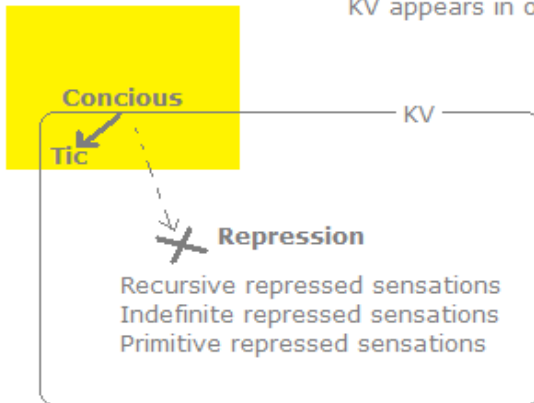 KV appears in
Concious
KV
Tic
Repression
Recursive repressed sensations
Indefinite repressed sensations
Primitive repressed sensations